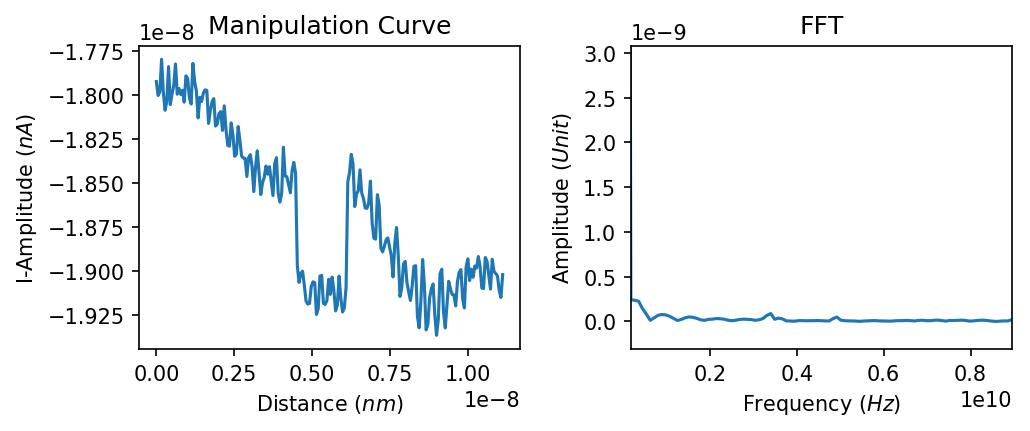 Manipulation Curve
1e−8
I-Amplitude (nA)
−1.775
−1.800
−1.825
−1.850
−1.875
−1.900
−1.925
0.00 0.25 0.50 0.75 1.00
1e−8
Distance (nm)
FFT
1e−9
Amplitude (Unit)
3.0
2.5
2.0
1.5
1.0
0.5
0.0
0.2 0.4 0.6 0.8
1e10
Frequency (Hz)